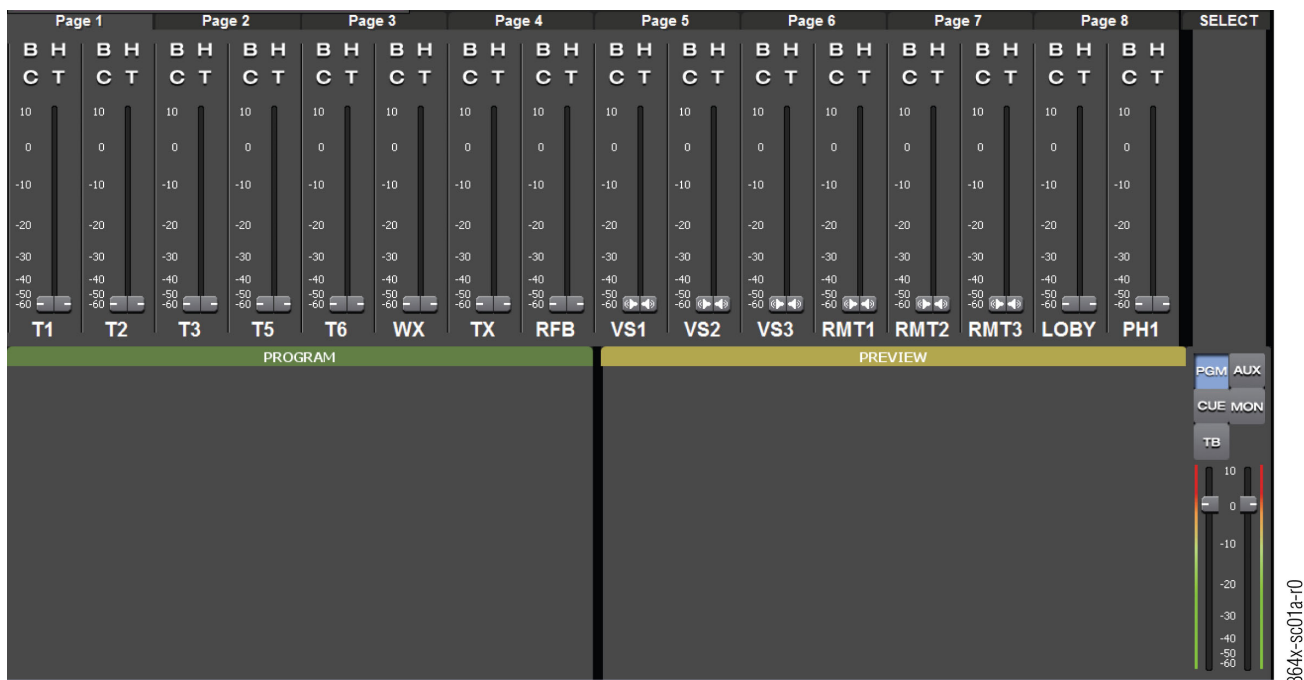 Page 1 Page 2 Page 3 Page 4 Page 5 Page 6 Page 7 Page 8 SELECT
B H B H B H B H B H B H B H B H B H B H B H B H B H B H B H B H
C T C T C T C T C T C T C T C T C T C T C T C T C T C T C T C T
10 10 10 10 10 10 10 10 10 10 10 10 10 10 10 10
0 0 0 0 0 0 0 0 0 0 0 0 0 0 0 0
-10 -10 -10 -10 -10 -10 -10 -10 -10 -10 -10 -10 -10 -10 -10 -10
-20 -20 -20 -20 -20 -20 -20 -20 -20 -20 -20 -20 -20 -20 -20 -20
-30 -30 -30 -30 -30 -30 -30 -30 -30 -30 -30 -30 -30 -30 -30 -30
-40 -40 -40 -40 -40 -40 -40 -40 -40 -40 -40 -40 -40 -40 -40 -40
-50 -50 -50 -50 -50 -50 -50 -50 -50 -50 -50 -50 -50 -50 -50 -50
-60 -60 -60 -60 -60 -60 -60 -60 -60 -60 -60 -60 -60 -60 -60 -60
T1 T2 T3 T5 T6 WX TX RFB VS1 VS2 VS3 RMT1 RMT2 RMT3 LOBY PH1
PROGRAM PREVIEW
PGM AUX
CUE MON
TB
10
0
-10
-20
-30
-40
-50
-60
864x-sc01a-r0